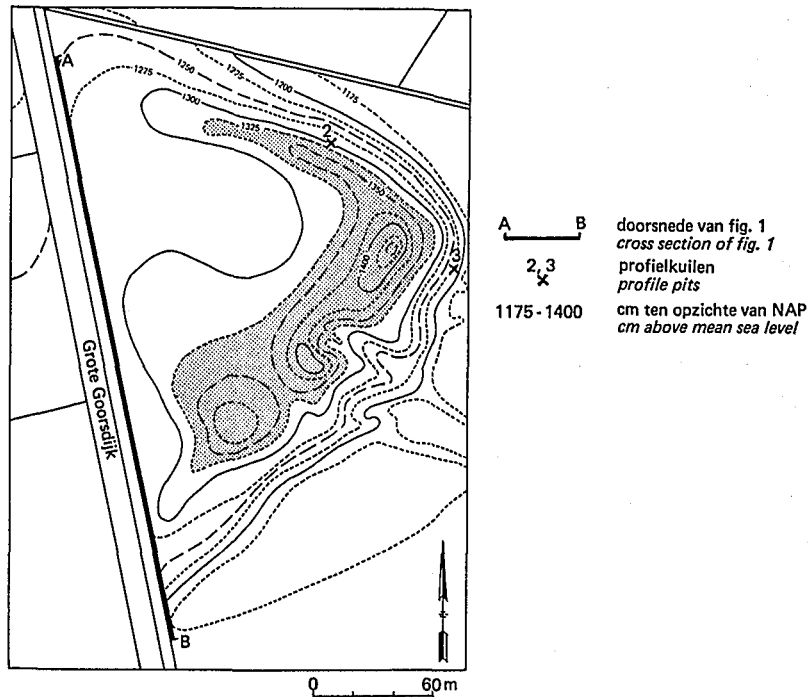 A
1275
1250
1275
1200
1175
1300
1325
2
1350
3
1400
Grote Goorsdijk
B
0 60 m
A B doorsnede van fig. 1
cross section of fig. 1
2, 3 profielkuilen
profile pits
1175 - 1400 cm ten opzichte van NAP
cm above mean sea level